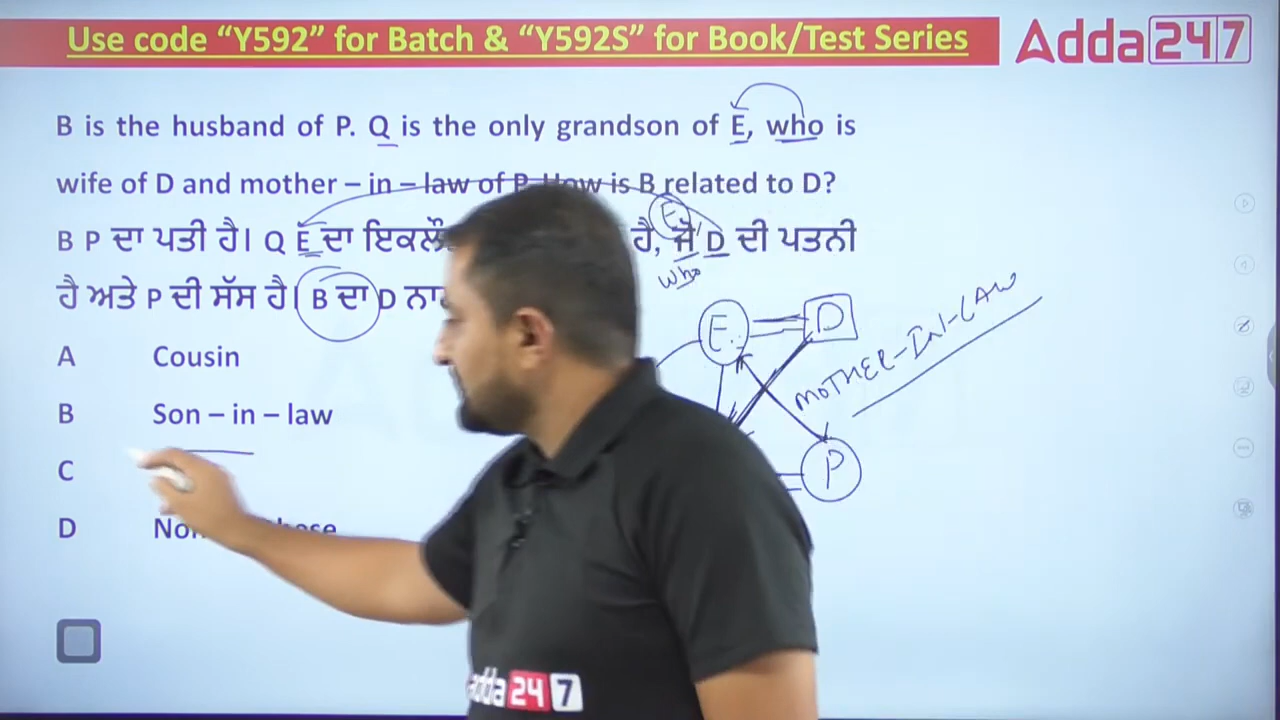 Use code “Y592” for Batch & “Y592S” for Book/Test Series
Adda247
B is the husband of P. Q is the only grandson of E, who is
wife of D and mother – in – law of P. How is B related to D?
B P ਦਾ ਪਤੀ ਹੈ। Q E ਦਾ ਹੈ, ਜੋ D ਦੀ ਪਤਨੀ
E
who
ਹੈ ਅਤੇ P ਦੀ ਸੱਸ ਹੈ। B ਦਾ D
E D
MOTHER-IN-LAW
A Cousin
B Son – in – law
C
P
D
adda247